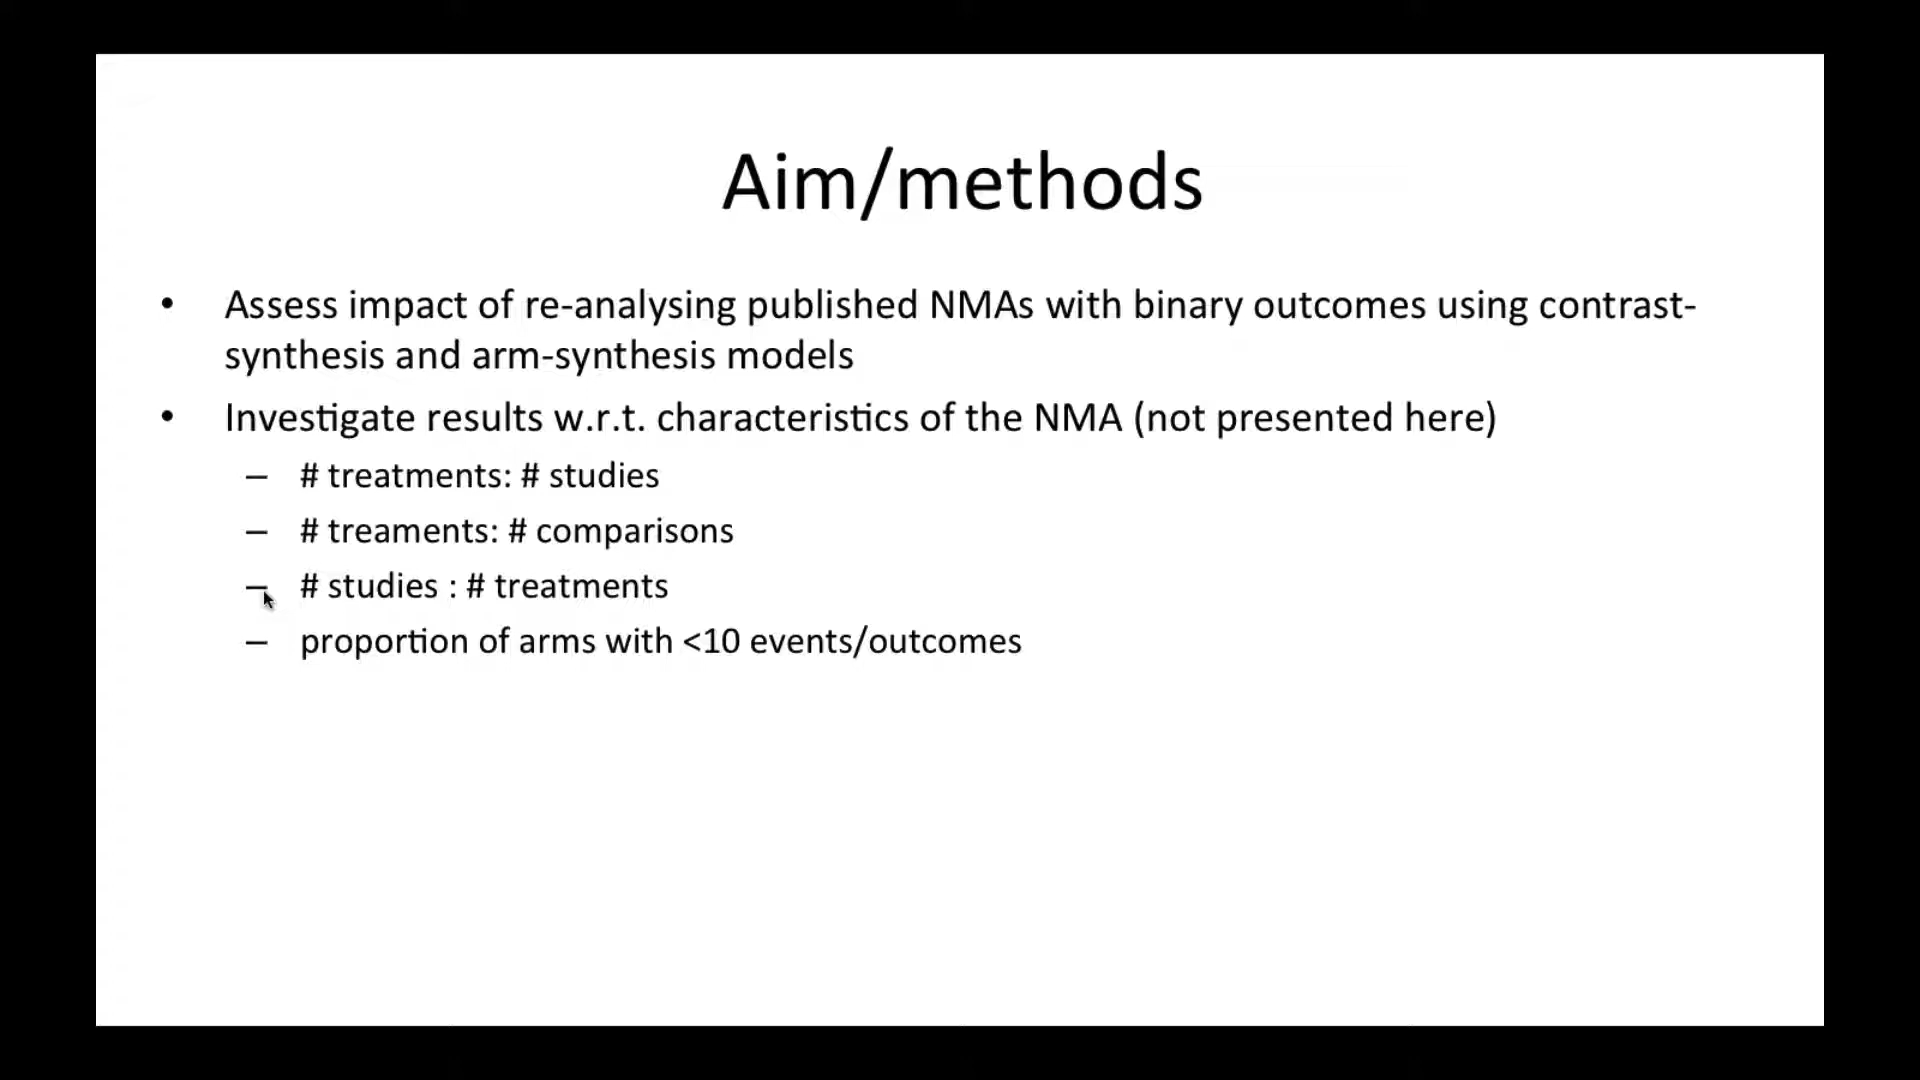 Aim/methods
• Assess impact of re-analysing published NMAs with binary outcomes using contrast-
synthesis and arm-synthesis models
• Investigate results w.r.t. characteristics of the NMA (not presented here)
– # treatments: # studies
– # treaments: # comparisons
– # studies : # treatments
– proportion of arms with <10 events/outcomes